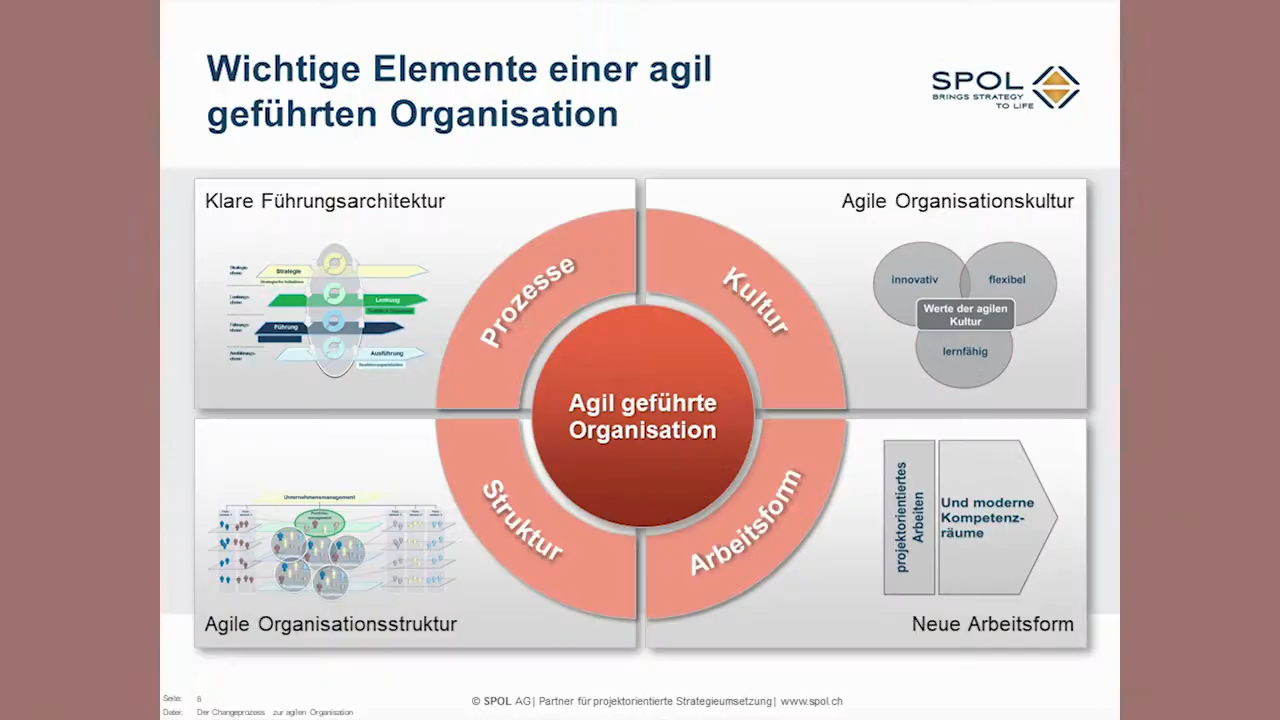 Wichtige Elemente einer agil
geführten Organisation
SPOL
BRINGS STRATEGY
TO LIFE
Klare Führungsarchitektur
Strategie
Lenkung
Führung
Ausführung
Prozesse
Kultur
Agile Organisationskultur
innovativ
flexibel
Werte der agilen
Kultur
lernfähig
Agil geführte
Organisation
Unternehmensmanagement
Agile Organisationsstruktur
Struktur
Arbeitsform
projektorientiertes
Arbeiten
Und moderne
Kompetenz-
räume
Neue Arbeitsform
Seite: 6
Datei: Der Changeprozess zur agilen Organisation
© SPOL AG| Partner für projektorientierte Strategieumsetzung| www.spol.ch